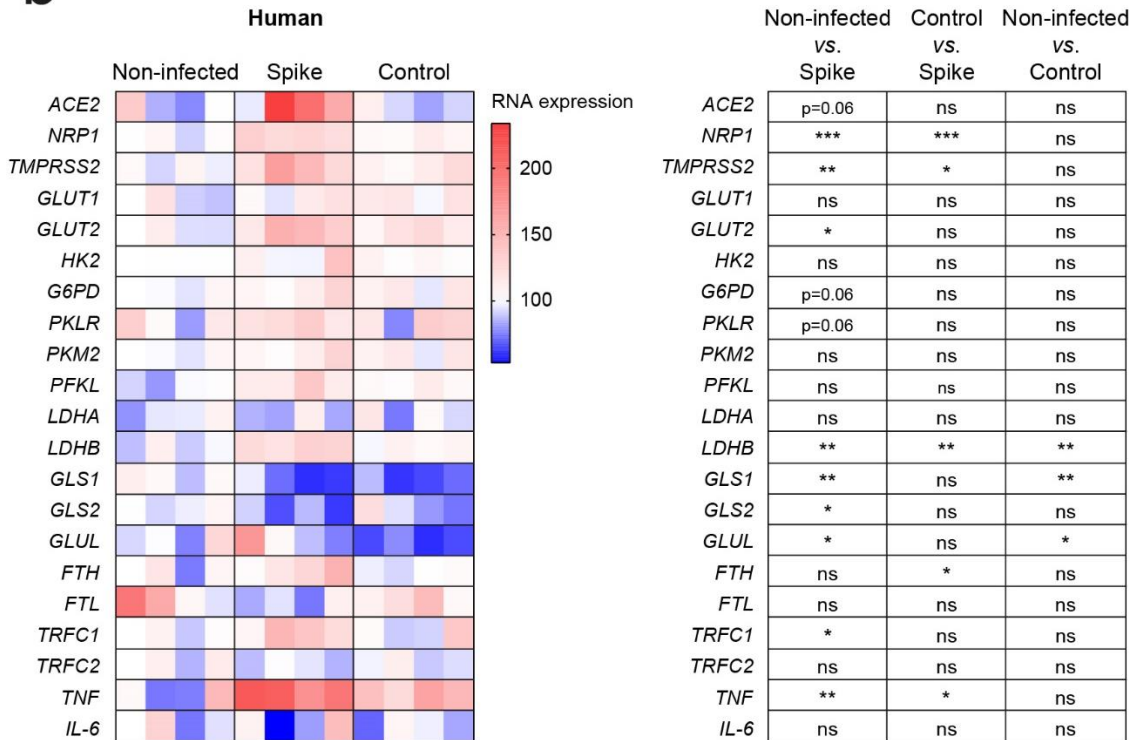 b
Human
Non-infected Spike Control
RNA expression
200
150
100
ACE2
NRP1
TMPRSS2
GLUT1
GLUT2
HK2
G6PD
PKLR
PKM2
PFKL
LDHA
LDHB
GLS1
GLS2
GLUL
FTH
FTL
TRFC1
TRFC2
TNF
IL-6
Non-infected Control Non-infected
vs. vs. vs.
Spike Spike Control
ACE2 p=0.06 ns ns
NRP1 *** *** ns
TMPRSS2 ** * ns
GLUT1 ns ns ns
GLUT2 * ns ns
HK2 ns ns ns
G6PD p=0.06 ns ns
PKLR p=0.06 ns ns
PKM2 ns ns ns
PFKL ns ns ns
LDHA ns ns ns
LDHB ** ** **
GLS1 ** ns **
GLS2 * ns ns
GLUL * ns *
FTH ns * ns
FTL ns ns ns
TRFC1 * ns ns
TRFC2 ns ns ns
TNF ** * ns
IL-6 ns ns ns